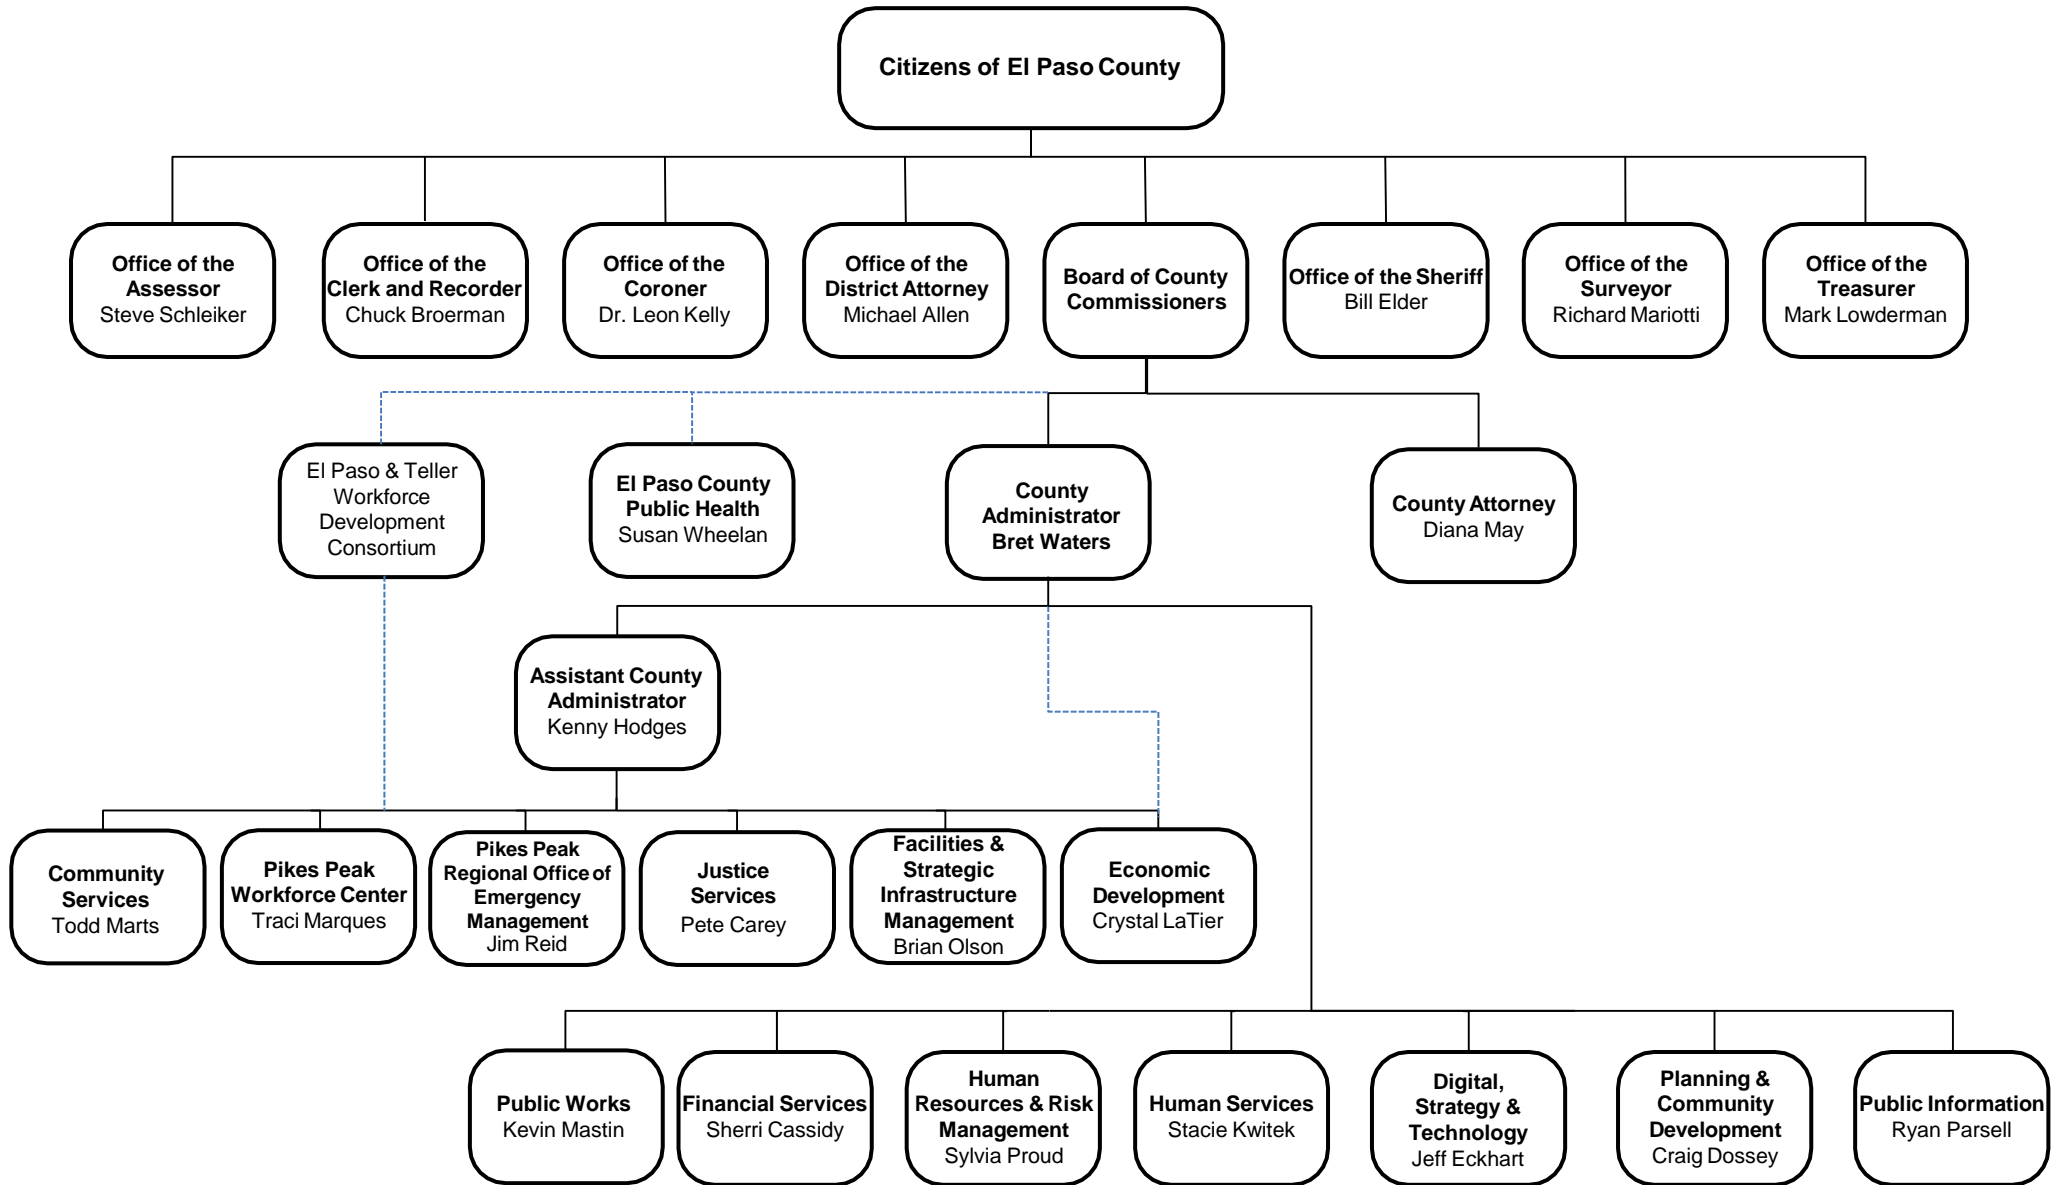 Citizens of El Paso County
Office of the
Assessor
Steve Schleiker
Office of the
Clerk and Recorder
Chuck Broerman
Office of the
Coroner
Dr. Leon Kelly
Office of the
District Attorney
Michael Allen
Board of County
Commissioners
Office of the Sheriff
Bill Elder
Office of the
Surveyor
Richard Mariotti
Office of the
Treasurer
Mark Lowderman
El Paso & Teller
Workforce
Development
Consortium
El Paso County
Public Health
Susan Wheelan
County
Administrator
Bret Waters
County Attorney
Diana May
Assistant County
Administrator
Kenny Hodges
Community
Services
Todd Marts
Pikes Peak
Workforce Center
Traci Marques
Pikes Peak
Regional Office of
Emergency
Management
Jim Reid
Justice
Services
Pete Carey
Facilities &
Strategic
Infrastructure
Management
Brian Olson
Economic
Development
Crystal LaTier
Public Works
Kevin Mastin
Financial Services
Sherri Cassidy
Human
Resources & Risk
Management
Sylvia Proud
Human Services
Stacie Kwitek
Digital,
Strategy &
Technology
Jeff Eckhart
Planning &
Community
Development
Craig Dossey
Public Information
Ryan Parsell